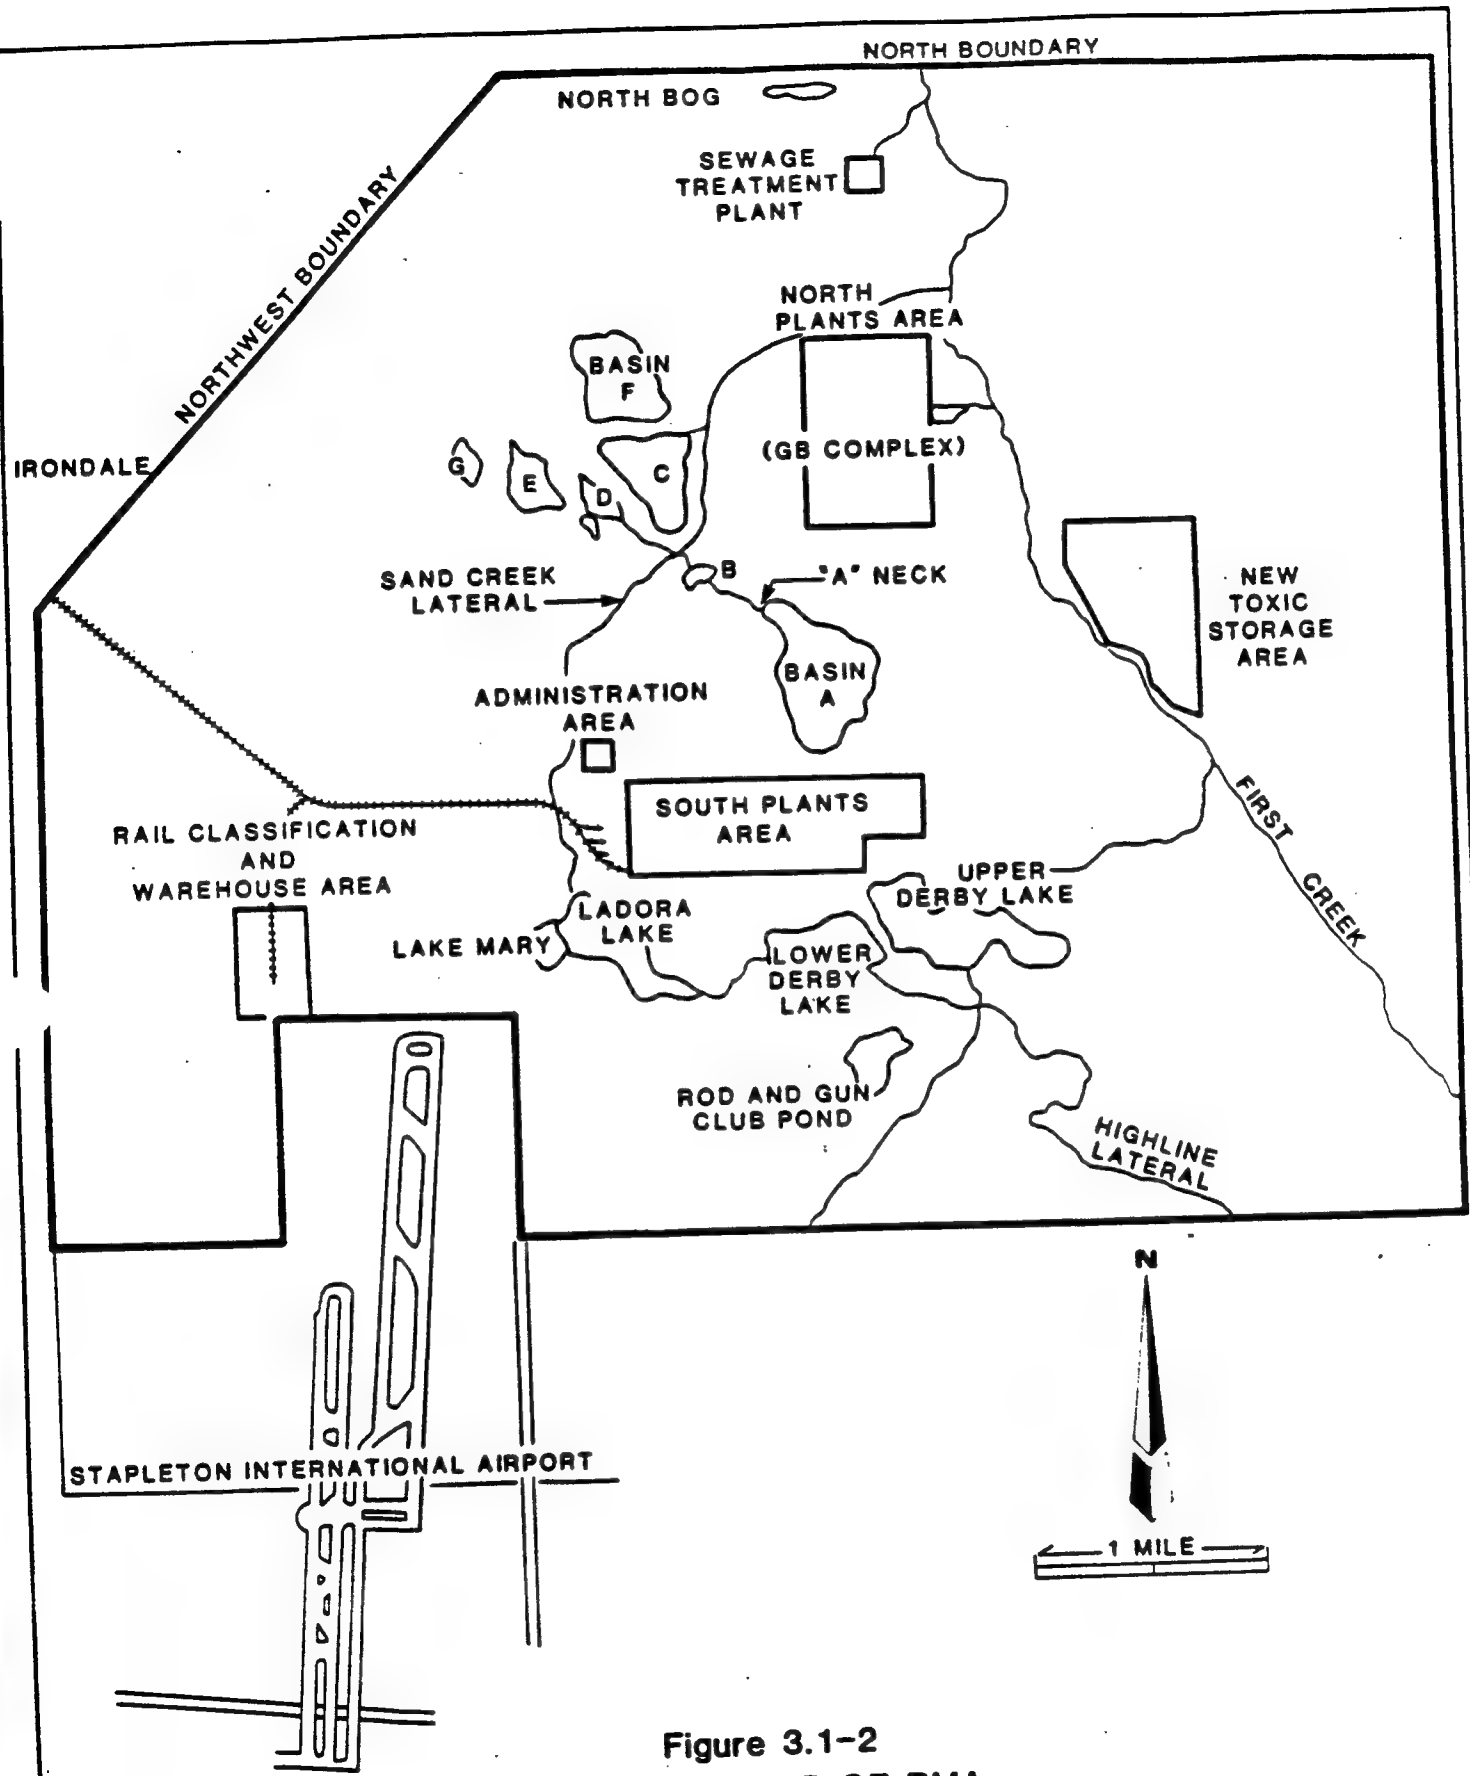 NORTH BOUNDARY
NORTH BOG
SEWAGE
TREATMENT
PLANT
NORTHWEST BOUNDARY
NORTH
PLANTS AREA
BASIN
F
IRONDALE
G
E
D
C
(GB COMPLEX)
SAND CREEK
LATERAL
B
"A" NECK
NEW
TOXIC
STORAGE
AREA
BASIN
A
ADMINISTRATION
AREA
SOUTH PLANTS
AREA
FIRST
CREEK
RAIL CLASSIFICATION
AND
WAREHOUSE AREA
UPPER
DERBY LAKE
LADORA
LAKE
LAKE MARY
LOWER
DERBY
LAKE
ROD AND GUN
CLUB POND
HIGHLINE
LATERAL
N
STAPLETON INTERNATIONAL AIRPORT
1 MILE
Figure 3.1-2